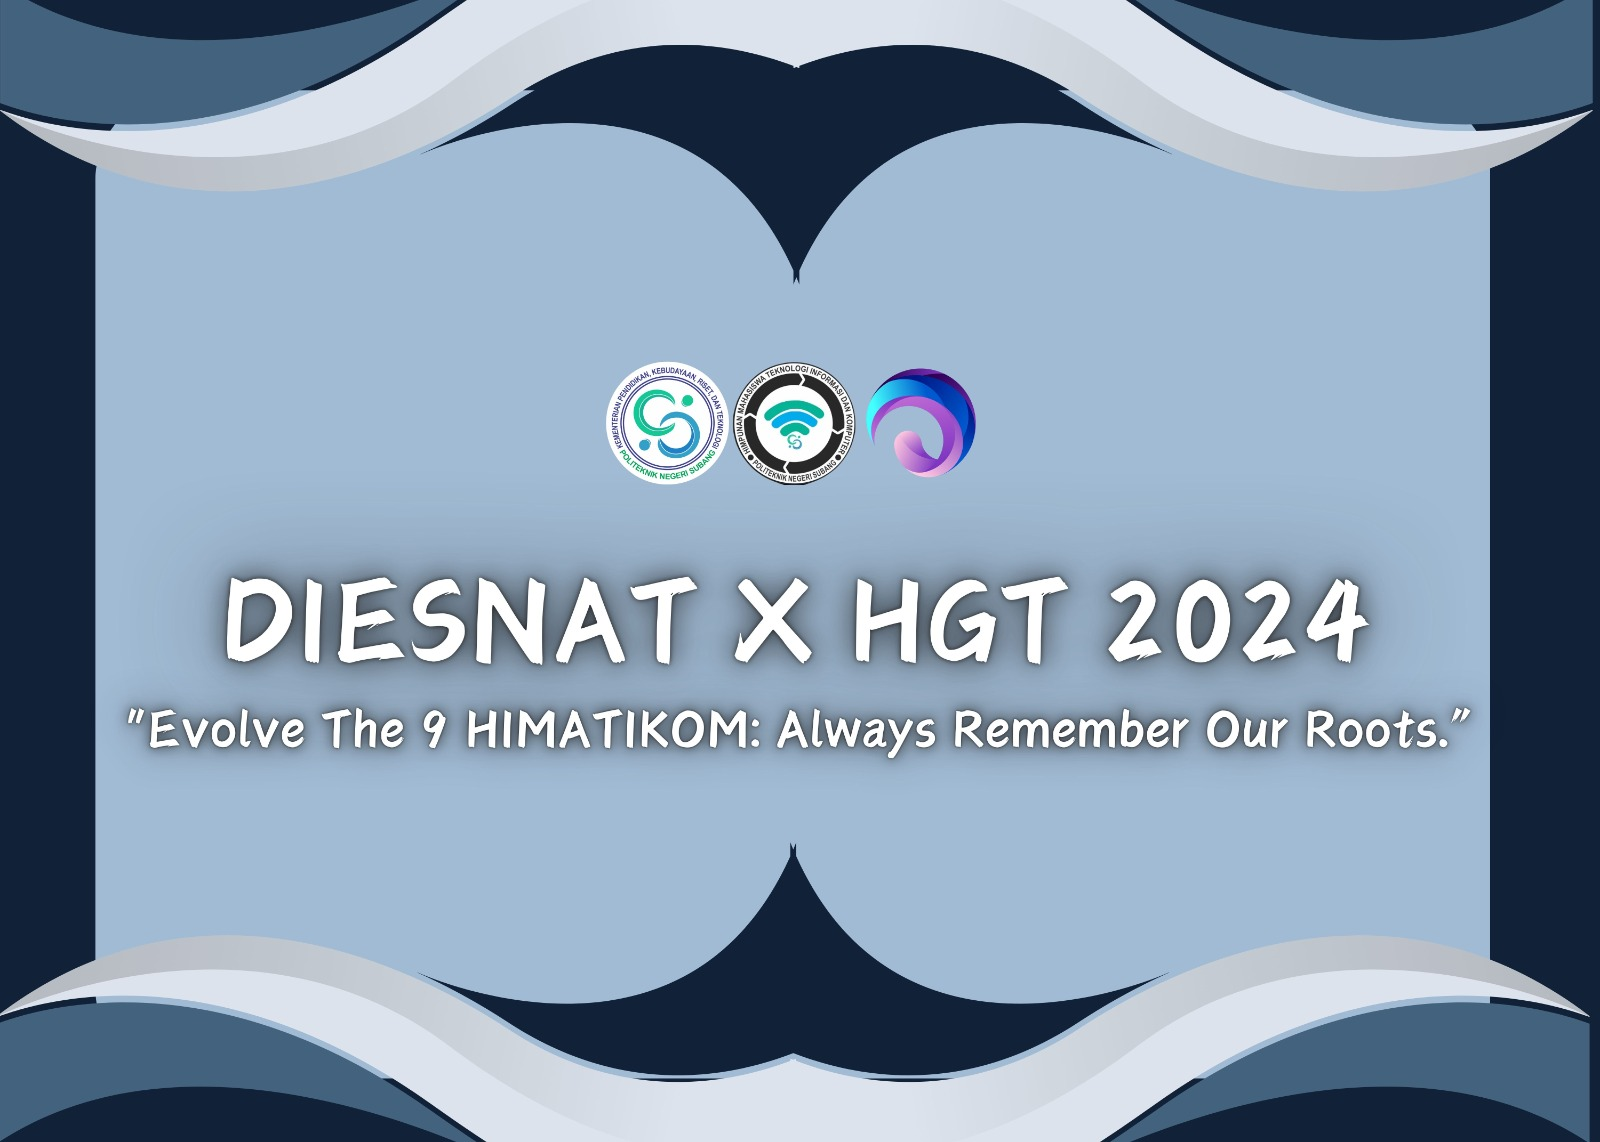 KEMENTERIAN PENDIDIKAN, KEBUDAYAAN, RISET, DAN TEKNOLOGI
POLITEKNIK NEGERI SUBANG
HIMPUNAN MAHASISWA TEKNOLOGI INFORMASI DAN KOMPUTER
POLITEKNIK NEGERI SUBANG
DIESNAT X HGT 2024
"Evolve The 9 HIMATIKOM: Always Remember Our Roots."